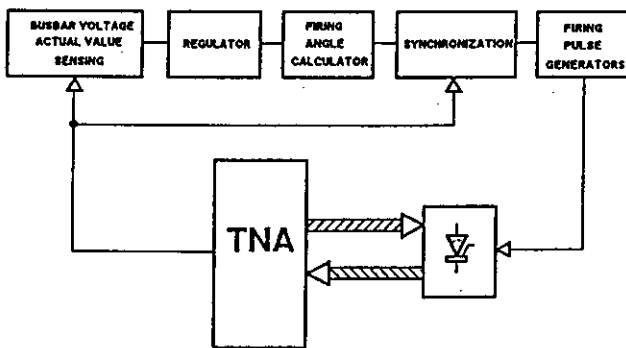 BUSBAR VOLTAGE
ACTUAL VALUE
SENSING
REGULATOR
FIRING
ANGLE
CALCULATOR
SYNCHRONIZATION
FIRING
PULSE
GENERATORS
TNA